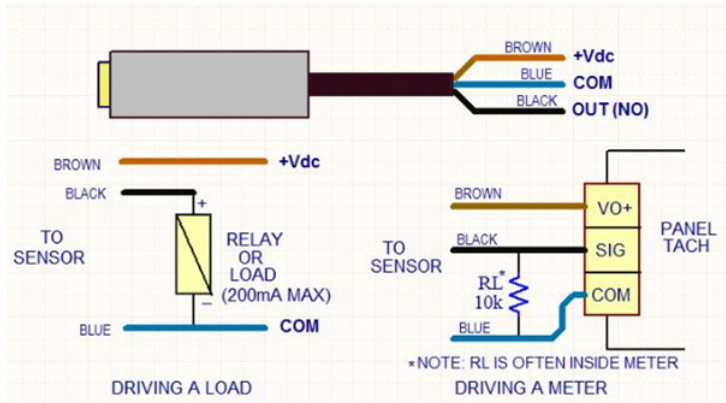 BROWN
+Vdc
BLUE
COM
BLACK
OUT (NO)
BROWN
+Vdc
BLACK
+
TO
SENSOR
RELAY
OR
LOAD
(200mA MAX)
–
BLUE
COM
DRIVING A LOAD
BROWN
VO+
PANEL
TACH
BLACK
SIG
TO
SENSOR
RL*
10k
COM
BLUE
*NOTE: RL IS OFTEN INSIDE METER
DRIVING A METER